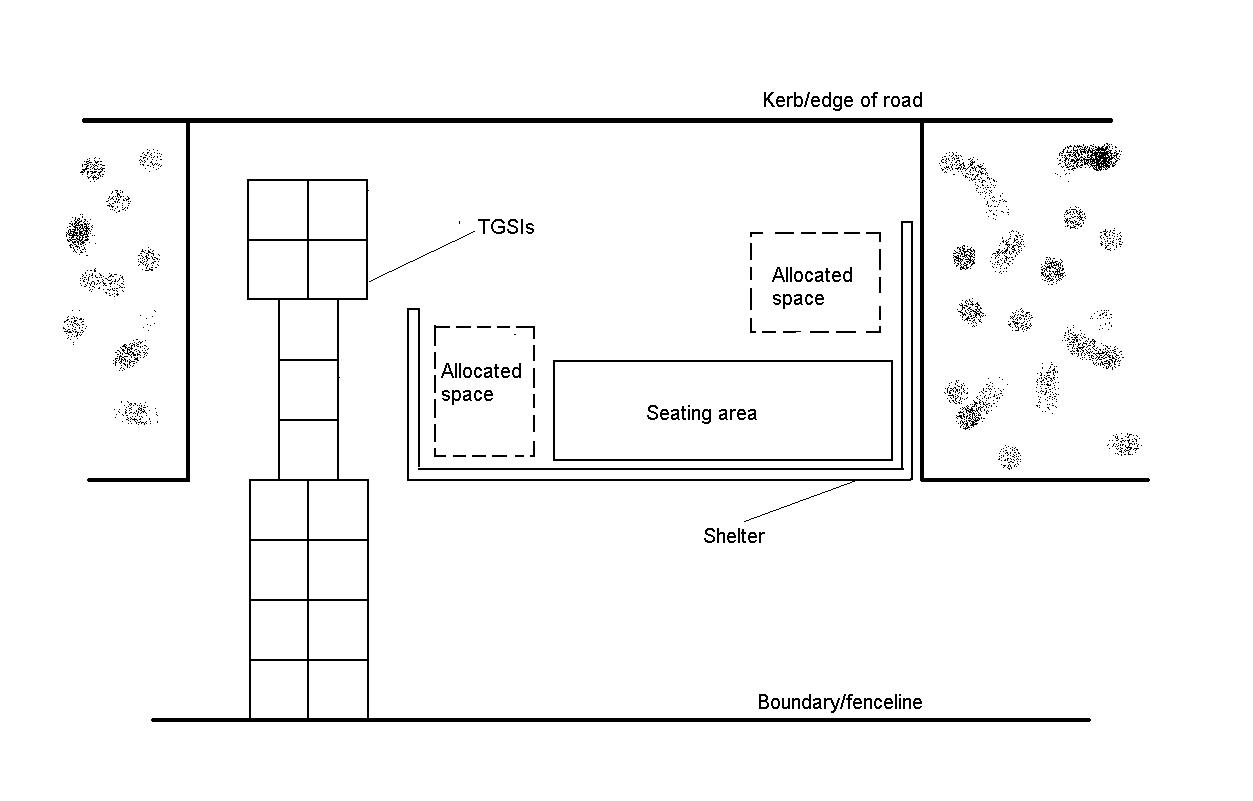 Kerb/edge of road
TGSIs
Allocated
space
Allocated
space
Seating area
Shelter
Boundary/fenceline